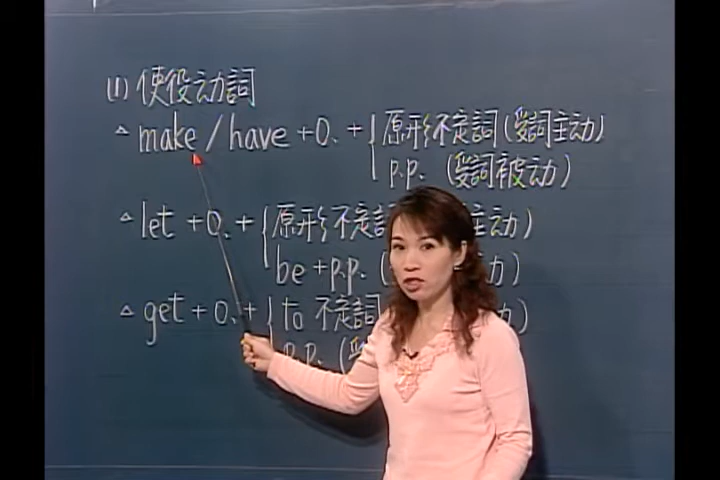 (1) 使役动詞
△ make / have + O. + { 原形不定詞 (受詞主动)
p.p. (受詞被动)
△ let + O. + { 原形不定詞 主动)
be + p.p. ( 动)
△ get + O. + { to 不定詞 动)
p.p. (受